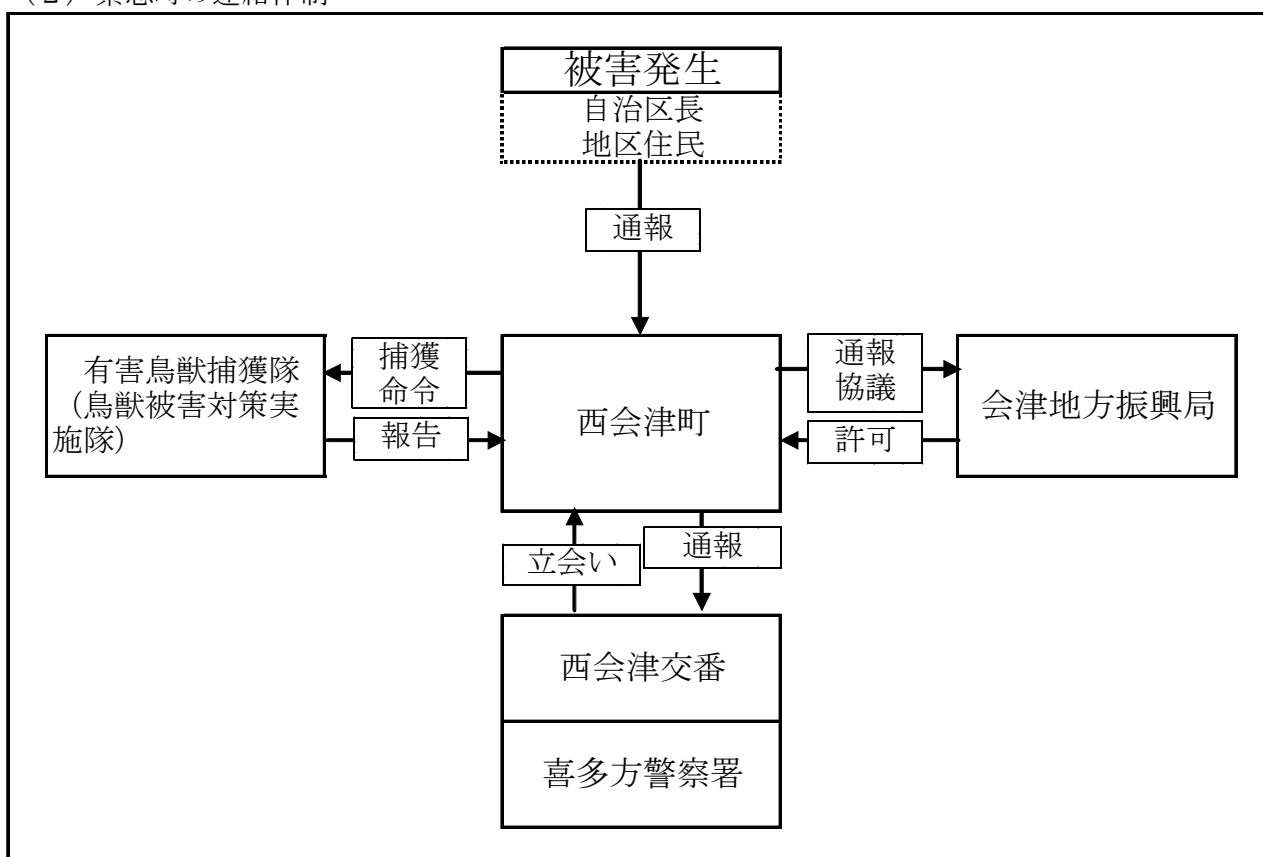 被害発生
自治区長
地区住民
通報
有害鳥獣捕獲隊
（鳥獣被害対策実
施隊）
捕獲
命令
報告
西会津町
通報
協議
許可
会津地方振興局
立会い
通報
西会津交番
喜多方警察署